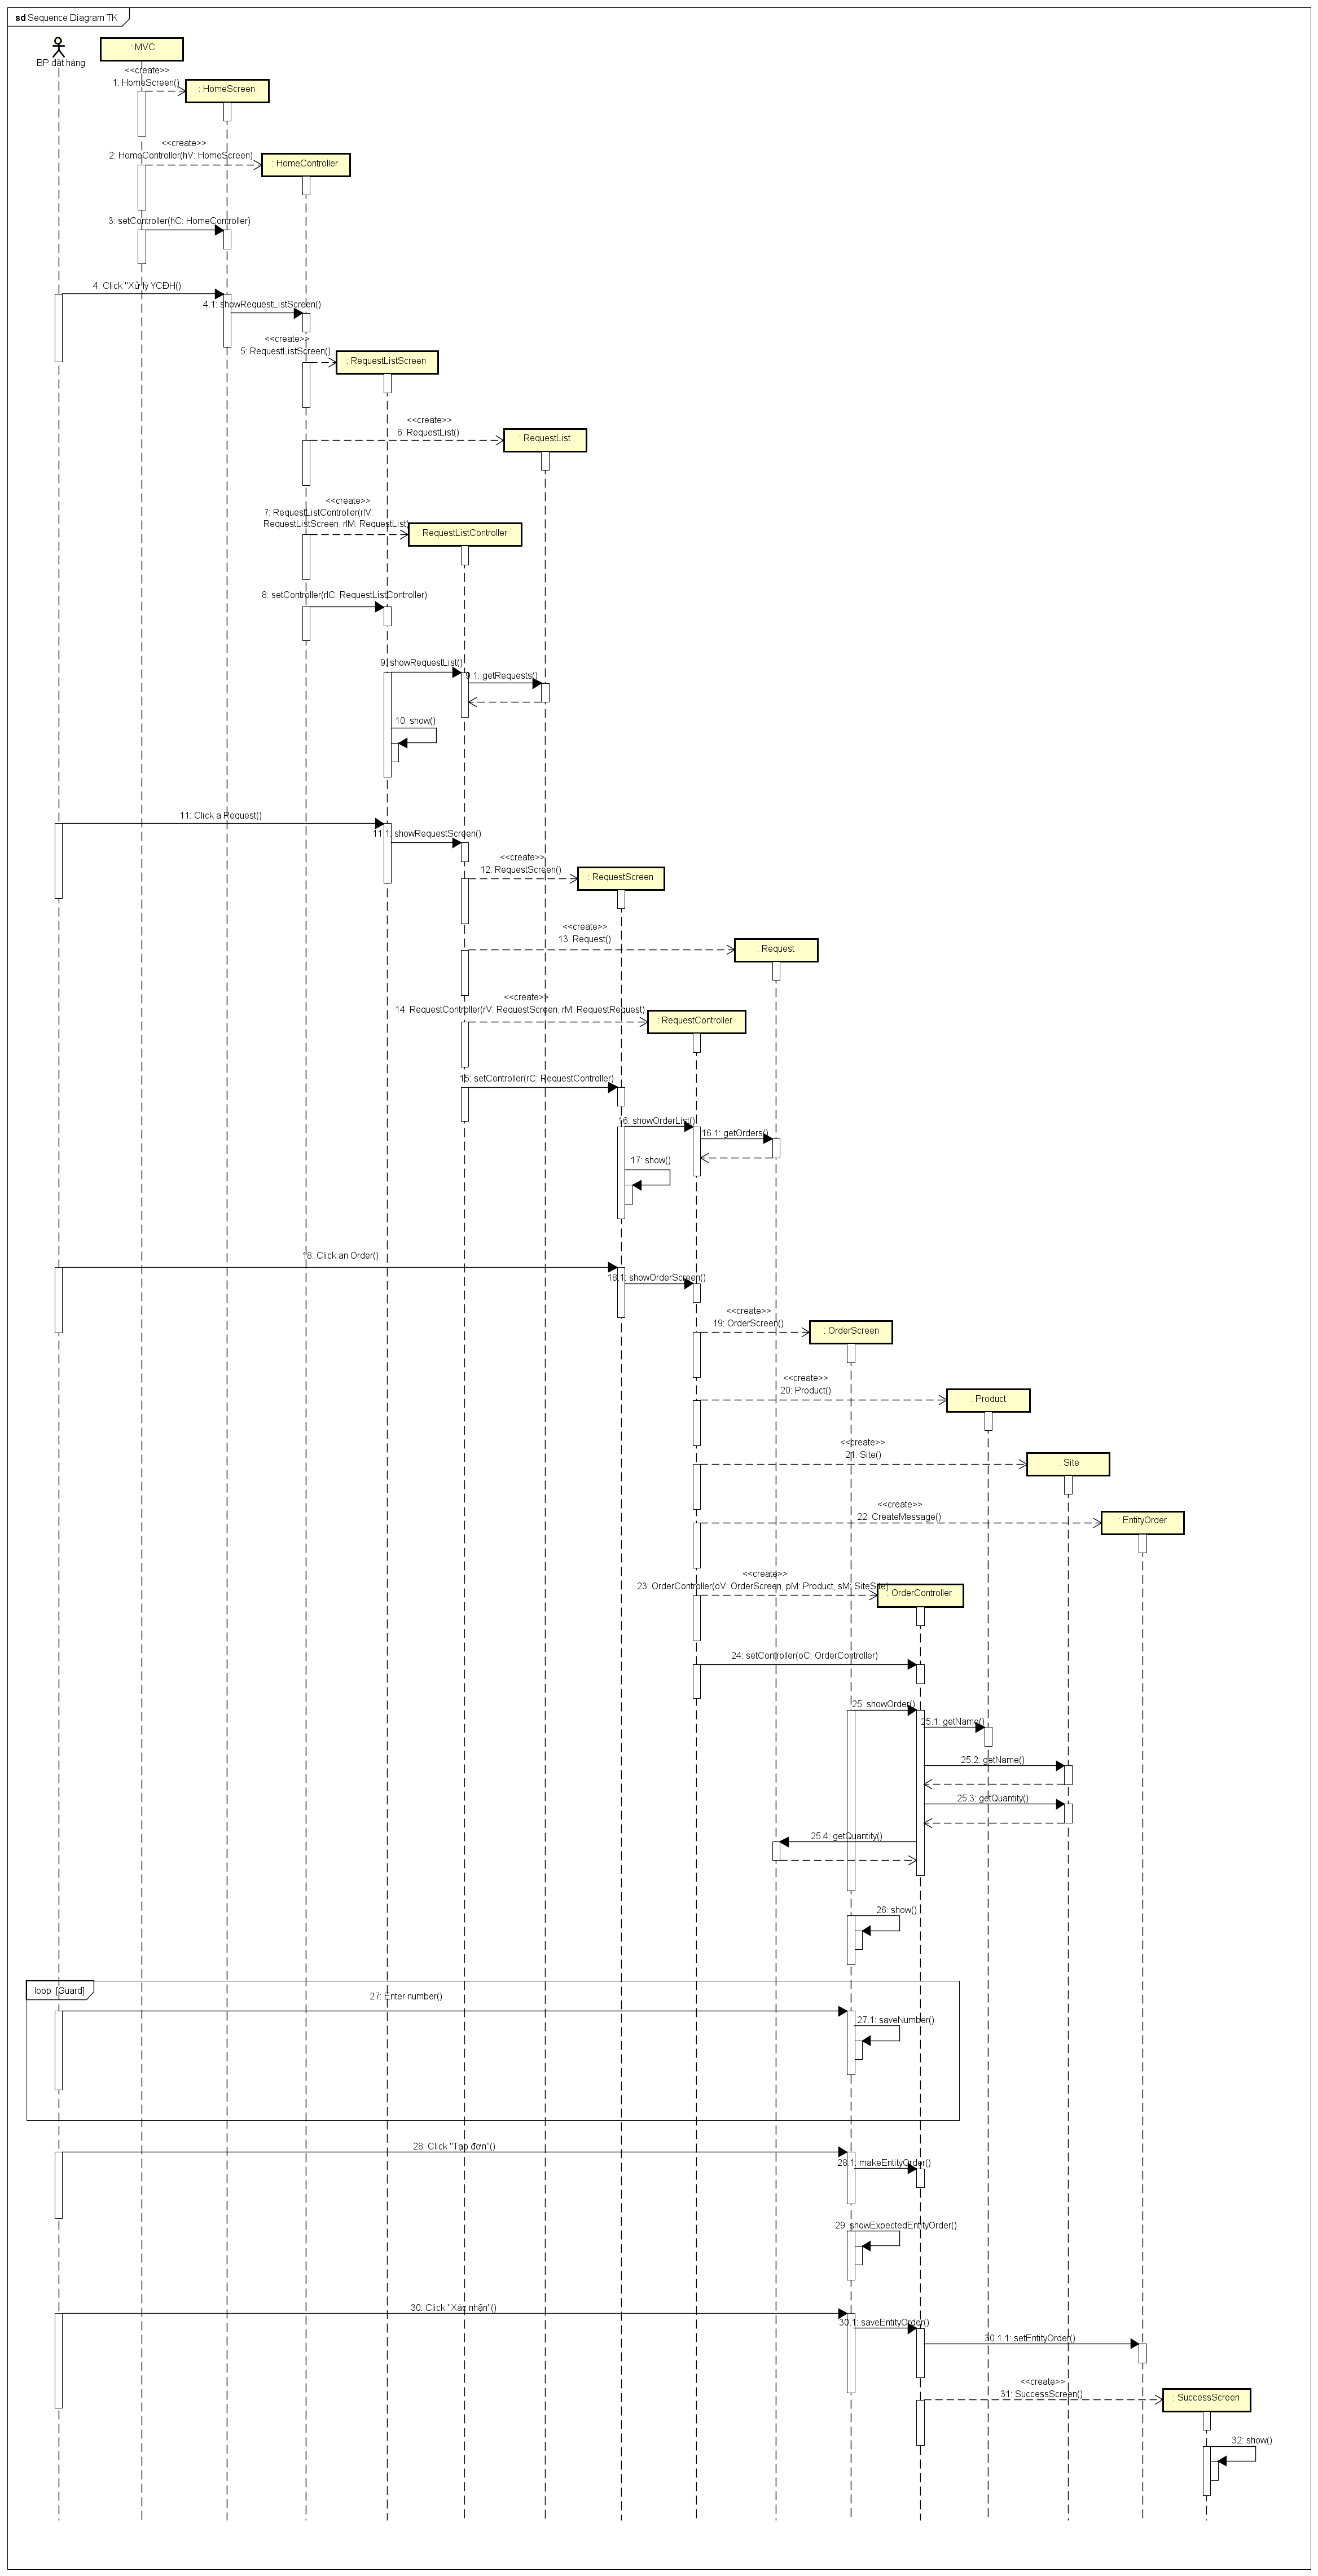 sd Sequence Diagram TK
: BP đặt hàng
: MVC
<<create>>
1: HomeScreen()
: HomeScreen
<<create>>
2: HomeController(hV: HomeScreen)
: HomeController
3: setController(hC: HomeController)
4: Click "Xử lý YCĐH()
4.1: showRequestListScreen()
<<create>>
5: RequestListScreen()
: RequestListScreen
<<create>>
6: RequestList()
: RequestList
<<create>>
7: RequestListController(rlV:
RequestListScreen, rlM: RequestList)
: RequestListController
8: setController(rlC: RequestListController)
9: showRequestList()
9.1: getRequests()
10: show()
11: Click a Request()
11.1: showRequestScreen()
<<create>>
12: RequestScreen()
: RequestScreen
<<create>>
13: Request()
: Request
<<create>>
14: RequestController(rV: RequestScreen, rM: RequestRequest)
: RequestController
15: setController(rC: RequestController)
16: showOrderList()
16.1: getOrders()
17: show()
18: Click an Order()
18.1: showOrderScreen()
<<create>>
19: OrderScreen()
: OrderScreen
<<create>>
20: Product()
: Product
<<create>>
21: Site()
: Site
<<create>>
22: CreateMessage()
: EntityOrder
<<create>>
23: OrderController(oV: OrderScreen, pM: Product, sM: SiteSite)
: OrderController
24: setController(oC: OrderController)
25: showOrder()
25.1: getName()
25.2: getName()
25.3: getQuantity()
25.4: getQuantity()
26: show()
loop [Guard]
27: Enter number()
27.1: saveNumber()
28: Click "Tạo đơn"()
28.1: makeEntityOrder()
29: showExpectedEntityOrder()
30: Click "Xác nhận"()
30.1: saveEntityOrder()
30.1.1: setEntityOrder()
<<create>>
31: SuccessScreen()
: SuccessScreen
32: show()